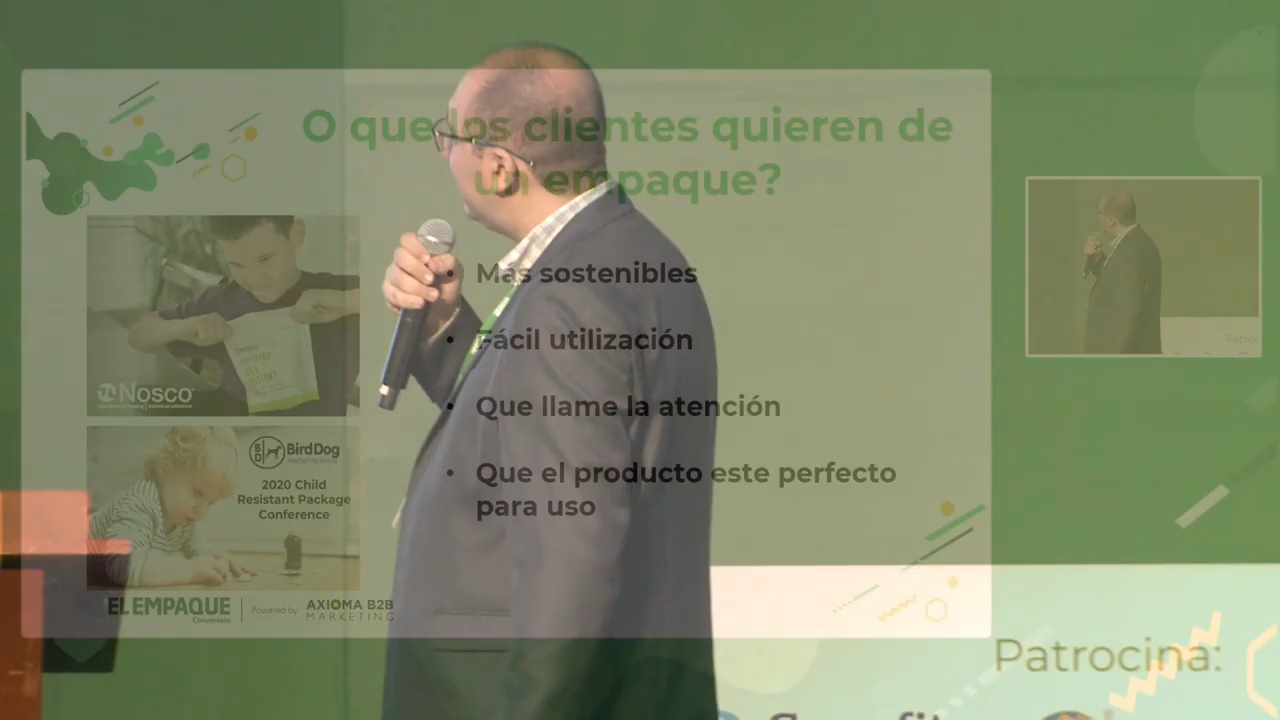 O que los clientes quieren de
un empaque?
• Mas sostenibles
• Fácil utilización
• Que llame la atención
• Que el producto este perfecto
para uso
Nosco
BirdDog
2020 Child
Resistant Package
Conference
EL EMPAQUE
Conversion
Powered by
AXIOMA B2B
MARKETING
Patrocina: